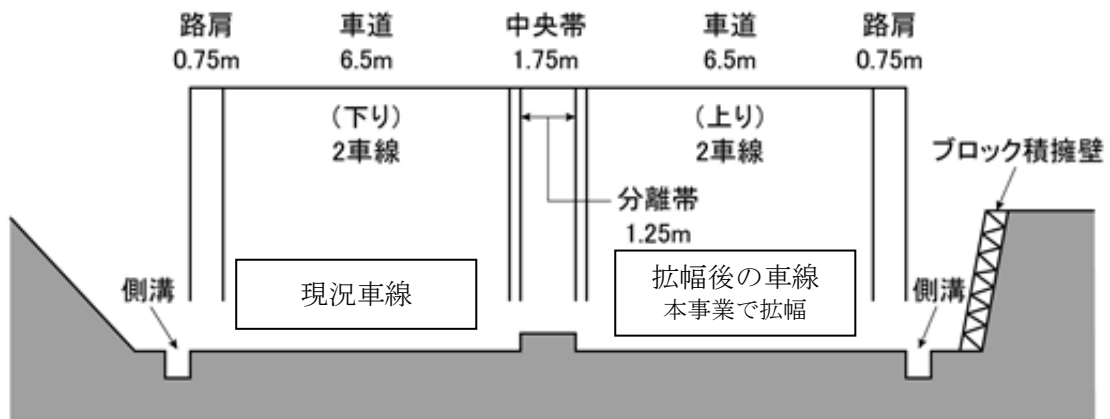 路肩
0.75m
車道
6.5m
中央帯
1.75m
車道
6.5m
路肩
0.75m
(下り)
2車線
(上り)
2車線
ブロック積擁壁
分離帯
1.25m
側溝
現況車線
拡幅後の車線
本事業で拡幅
側溝